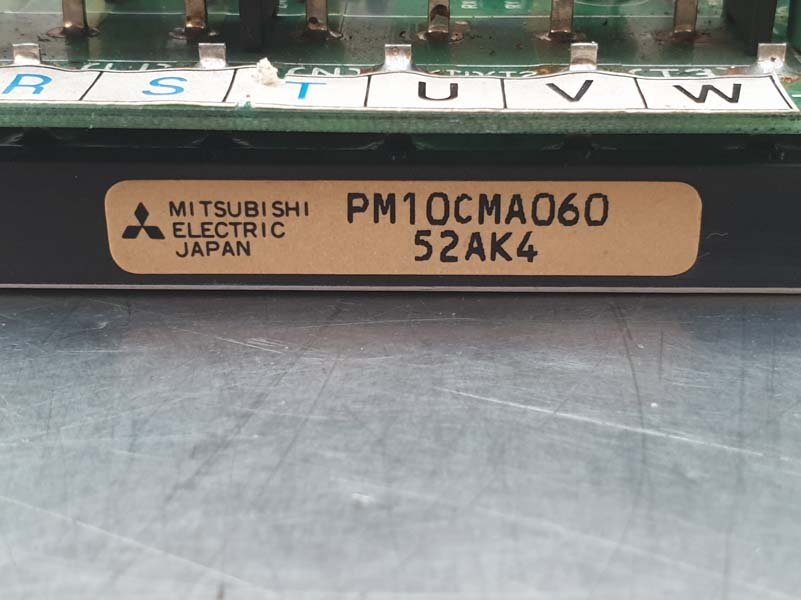 R S T U V W
MITSUBISHI PM10CMA060
ELECTRIC 52AK4
JAPAN